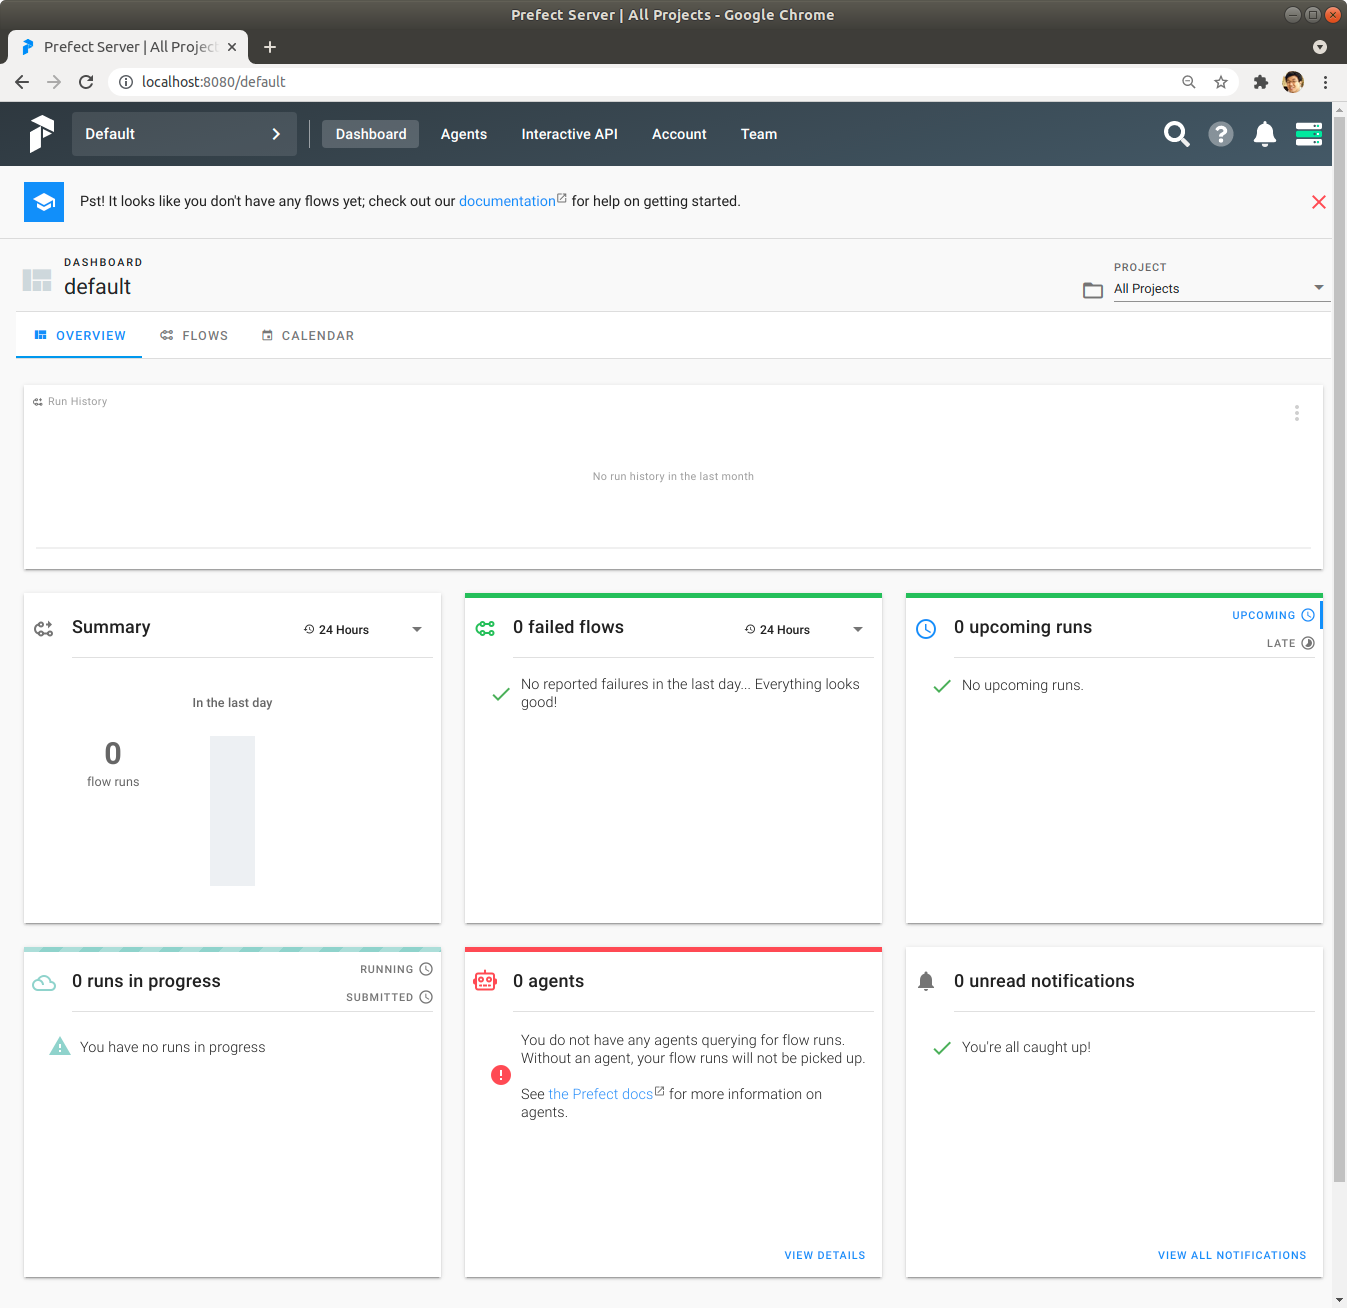 Prefect Server | All Projects - Google Chrome
Prefect Server | All Project
localhost:8080/default
Default
Dashboard
Agents
Interactive API
Account
Team
Pst! It looks like you don't have any flows yet; check out our documentation for help on getting started.
DASHBOARD
default
PROJECT
All Projects
OVERVIEW
FLOWS
CALENDAR
Run History
No run history in the last month
Summary
24 Hours
In the last day
0
flow runs
0 failed flows
24 Hours
No reported failures in the last day... Everything looks
good!
0 upcoming runs
UPCOMING
LATE
No upcoming runs.
0 runs in progress
RUNNING
SUBMITTED
You have no runs in progress
0 agents
You do not have any agents querying for flow runs.
Without an agent, your flow runs will not be picked up.
See the Prefect docs for more information on
agents.
VIEW DETAILS
0 unread notifications
You're all caught up!
VIEW ALL NOTIFICATIONS